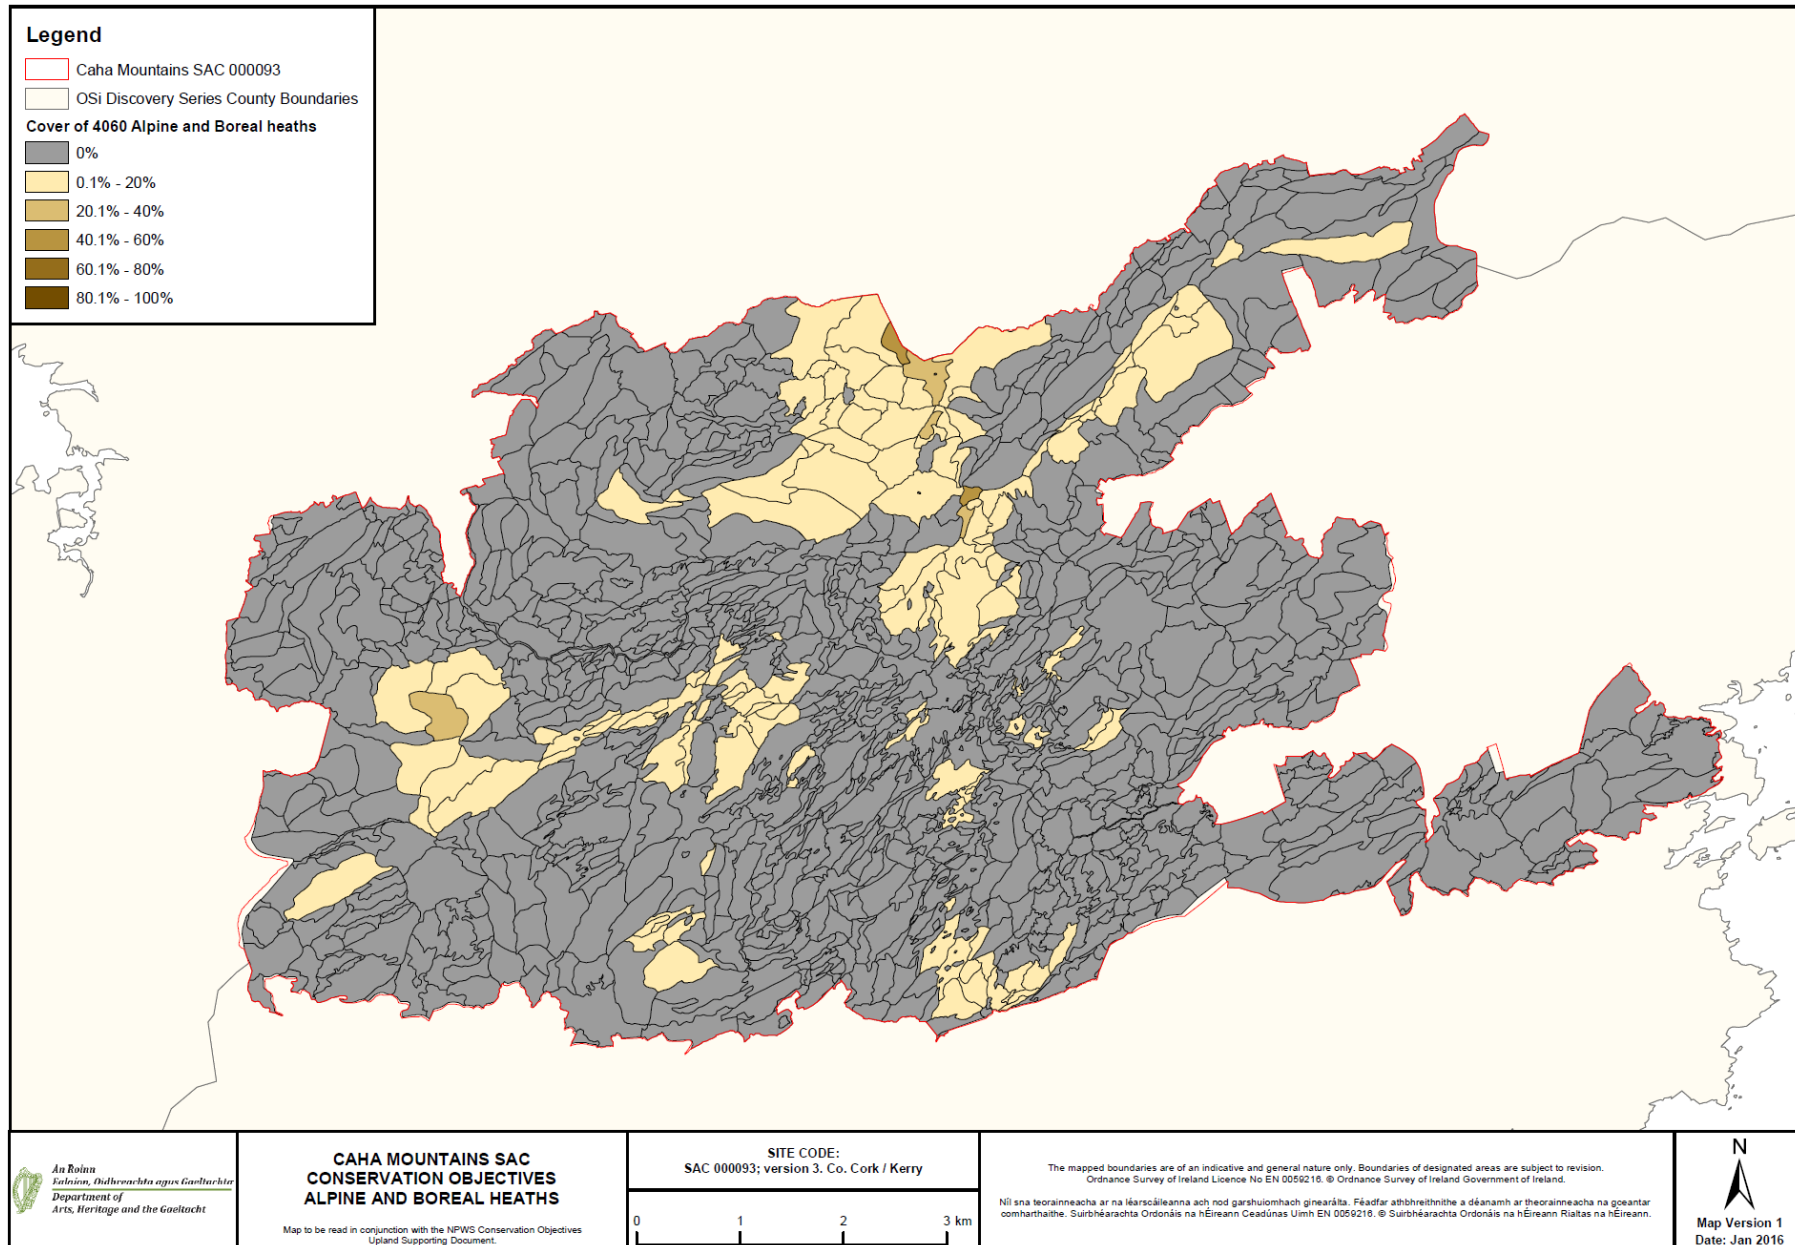 Legend
Caha Mountains SAC 000093
OSi Discovery Series County Boundaries
Cover of 4060 Alpine and Boreal heaths
0%
0.1% - 20%
20.1% - 40%
40.1% - 60%
60.1% - 80%
80.1% - 100%
An Roinn
Ealaíon, Oidhreachta agus Gaeltachta
Department of
Arts, Heritage and the Gaeltacht
CAHA MOUNTAINS SAC
CONSERVATION OBJECTIVES
ALPINE AND BOREAL HEATHS
Map to be read in conjunction with the NPWS Conservation Objectives
Upland Supporting Document.
SITE CODE:
SAC 000093; version 3. Co. Cork / Kerry
0 1 2 3 km
The mapped boundaries are of an indicative and general nature only. Boundaries of designated areas are subject to revision.
Ordnance Survey of Ireland Licence No EN 0059216. © Ordnance Survey of Ireland Government of Ireland.
Níl sna teorainneacha ar na léarscáileanna ach nod garshuiomhach ginearálta. Féadfar athbhreithnithe a déanamh ar theorainneacha na gceantar
comharthaithe. Suirbhéarachta Ordonáis na hÉireann Ceadúnas Uimh EN 0059216. © Suirbhéarachta Ordonáis na hÉireann Rialtas na hÉireann.
N
Map Version 1
Date: Jan 2016